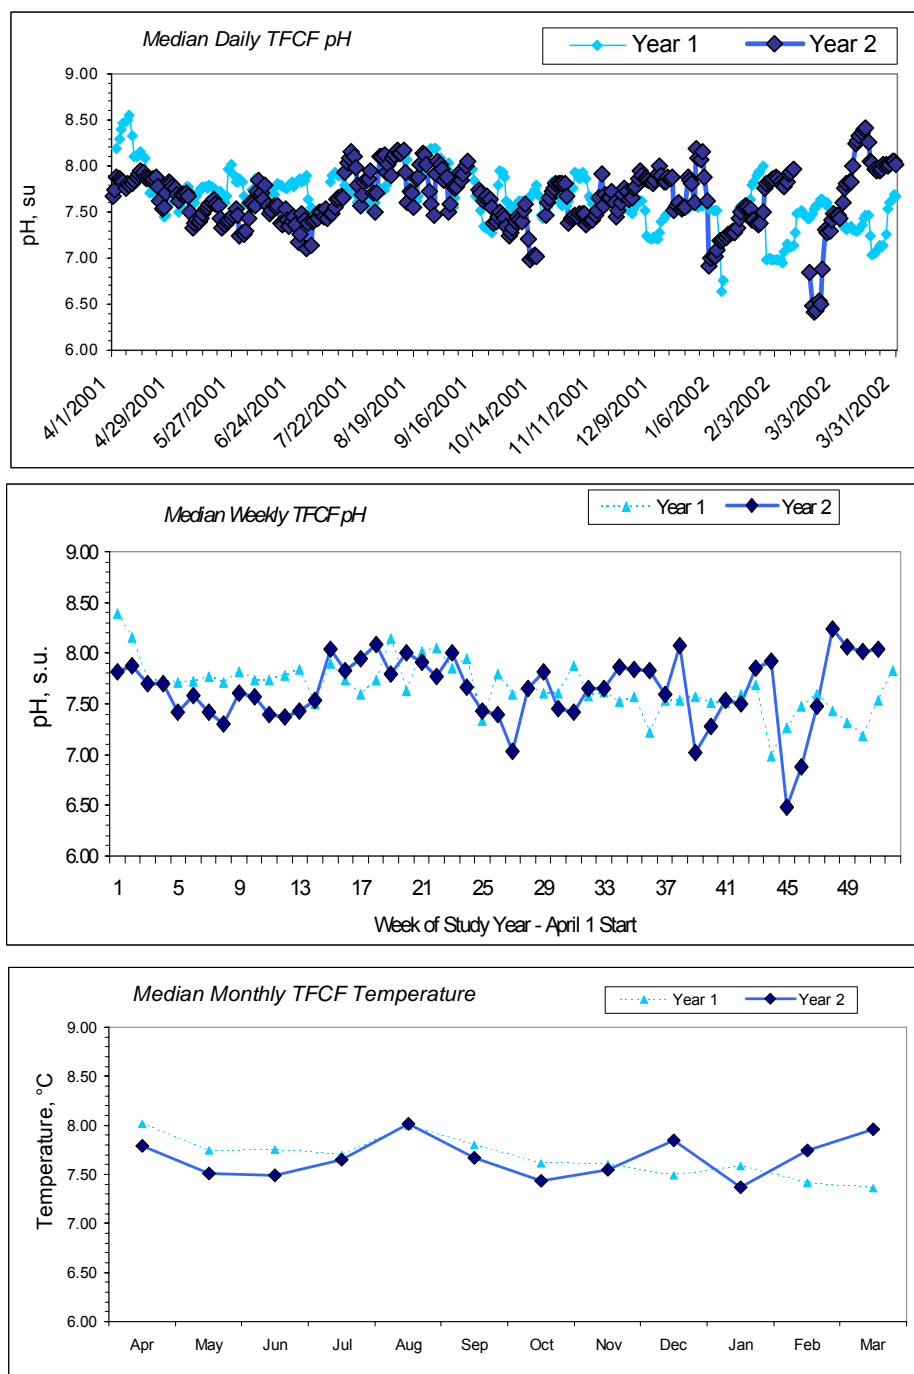 Median Daily TFCF pH
Year 1 Year 2
9.00
8.50
8.00
7.50
7.00
6.50
6.00
pH, su
4/1/2001 4/29/2001 5/27/2001 6/24/2001 7/22/2001 8/19/2001 9/16/2001 10/14/2001 11/11/2001 12/9/2001 1/6/2002 2/3/2002 3/3/2002 3/31/2002
Median Weekly TFCF pH
Year 1 Year 2
9.00
8.50
8.00
7.50
7.00
6.50
6.00
pH, s.u.
1 5 9 13 17 21 25 29 33 37 41 45 49
Week of Study Year - April 1 Start
Median Monthly TFCF Temperature
Year 1 Year 2
9.00
8.50
8.00
7.50
7.00
6.50
6.00
Temperature, °C
Apr May Jun Jul Aug Sep Oct Nov Dec Jan Feb Mar